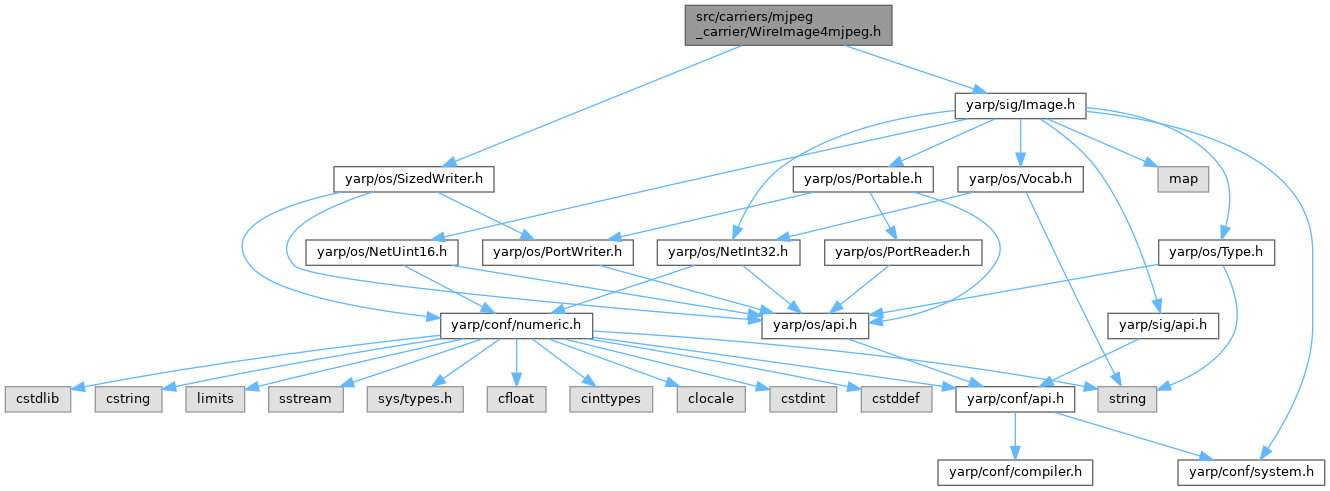 src/carriers/mjpeg
_carrier/WireImage4mjpeg.h
yarp/sig/Image.h
yarp/os/SizedWriter.h
yarp/os/Portable.h
yarp/os/Vocab.h
map
yarp/os/NetUint16.h
yarp/os/PortWriter.h
yarp/os/NetInt32.h
yarp/os/PortReader.h
yarp/os/Type.h
yarp/conf/numeric.h
yarp/os/api.h
yarp/sig/api.h
cstdlib
cstring
limits
sstream
sys/types.h
cfloat
cinttypes
clocale
cstdint
cstddef
yarp/conf/api.h
string
yarp/conf/compiler.h
yarp/conf/system.h